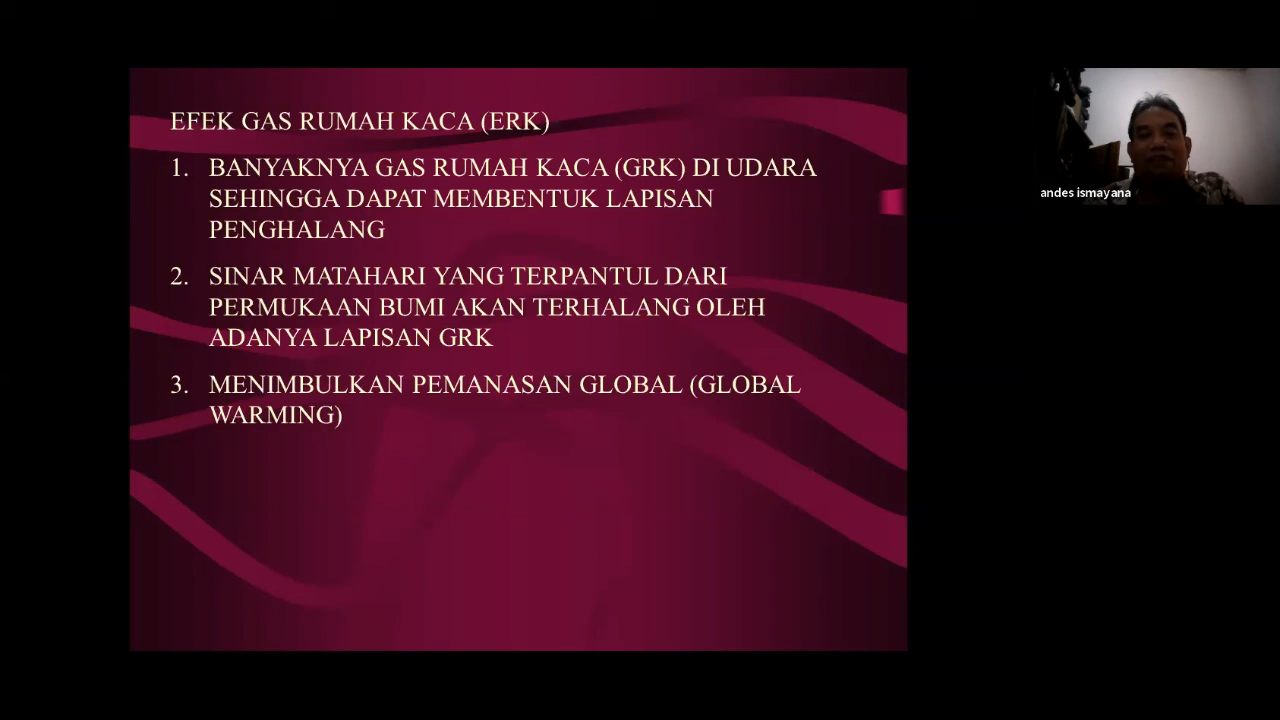 EFEK GAS RUMAH KACA (ERK)
1. BANYAKNYA GAS RUMAH KACA (GRK) DI UDARA
SEHINGGA DAPAT MEMBENTUK LAPISAN
PENGHALANG
2. SINAR MATAHARI YANG TERPANTUL DARI
PERMUKAAN BUMI AKAN TERHALANG OLEH
ADANYA LAPISAN GRK
3. MENIMBULKAN PEMANASAN GLOBAL (GLOBAL
WARMING)
andes ismayana